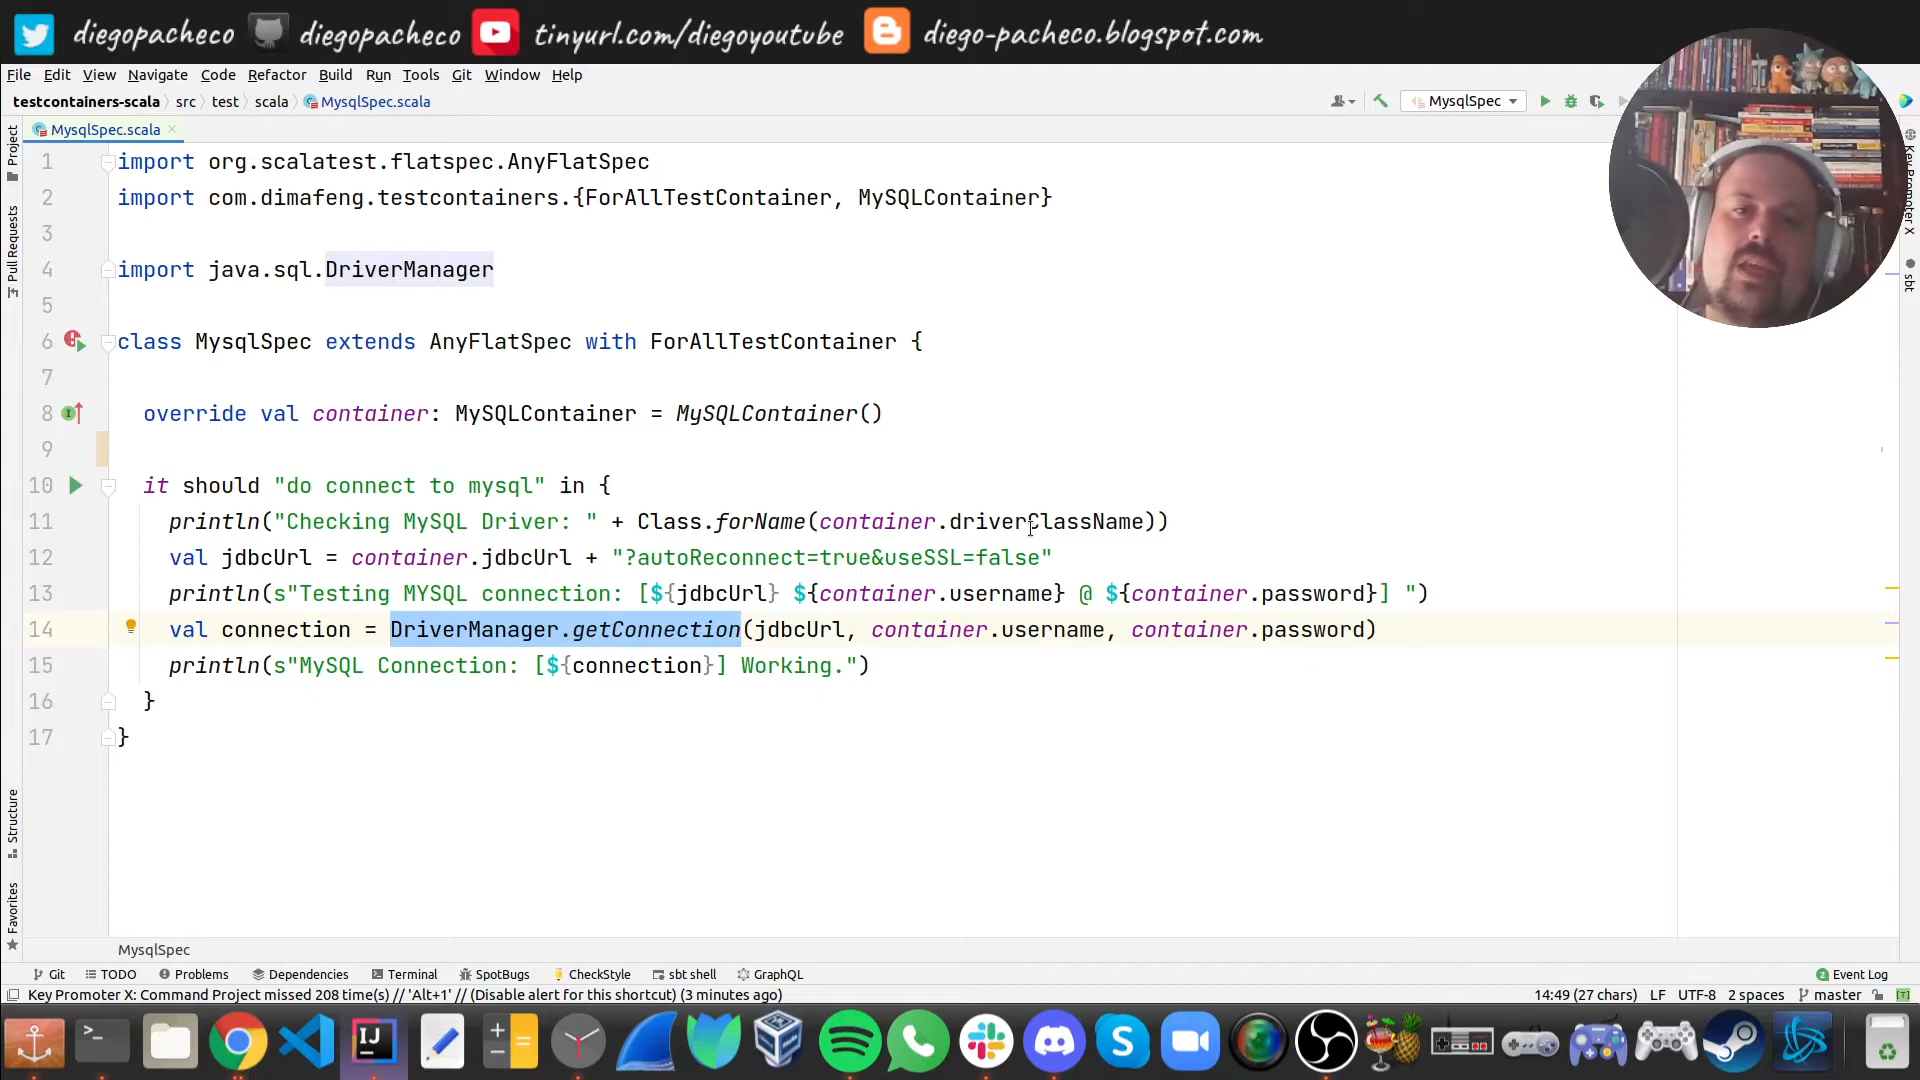 diegopacheco diegopacheco tinyurl.com/diegoyoutube diego-pacheco.blogspot.com
File Edit View Navigate Code Refactor Build Run Tools Git Window Help
testcontainers-scala src test scala MysqlSpec.scala
MysqlSpec
MysqlSpec.scala
Project
Pull Requests
Structure
Favorites
Key Promoter X
sbt
1 import org.scalatest.flatspec.AnyFlatSpec
2 import com.dimafeng.testcontainers.{ForAllTestContainer, MySQLContainer}
3
4 import java.sql.DriverManager
5
6 class MysqlSpec extends AnyFlatSpec with ForAllTestContainer {
7
8 override val container: MySQLContainer = MySQLContainer()
9
10 it should "do connect to mysql" in {
11 println("Checking MySQL Driver: " + Class.forName(container.driverClassName))
12 val jdbcUrl = container.jdbcUrl + "?autoReconnect=true&useSSL=false"
13 println(s"Testing MYSQL connection: [${jdbcUrl} ${container.username} @ ${container.password}] ")
14 val connection = DriverManager.getConnection(jdbcUrl, container.username, container.password)
15 println(s"MySQL Connection: [${connection}] Working.")
16 }
17 }
MysqlSpec
Git TODO Problems Dependencies Terminal SpotBugs CheckStyle sbt shell GraphQL 2 Event Log
Key Promoter X: Command Project missed 208 time(s) // 'Alt+1' // (Disable alert for this shortcut) (3 minutes ago) 14:49 (27 chars) LF UTF-8 2 spaces master